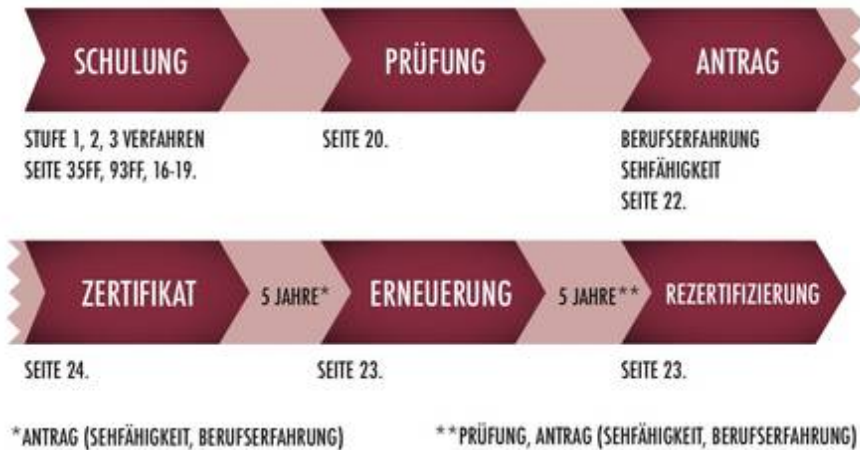 SCHULUNG PRÜFUNG ANTRAG
STUFE 1, 2, 3 VERFAHREN SEITE 20. BERUFSERFAHRUNG
SEITE 35FF, 93FF, 16-19. SEHFÄHIGKEIT
SEITE 22.
ZERTIFIKAT 5 JAHRE* ERNEUERUNG 5 JAHRE** REZERTIFIZIERUNG
SEITE 24. SEITE 23. SEITE 23.
*ANTRAG (SEHFÄHIGKEIT, BERUFSERFAHRUNG) **PRÜFUNG, ANTRAG (SEHFÄHIGKEIT, BERUFSERFAHRUNG)